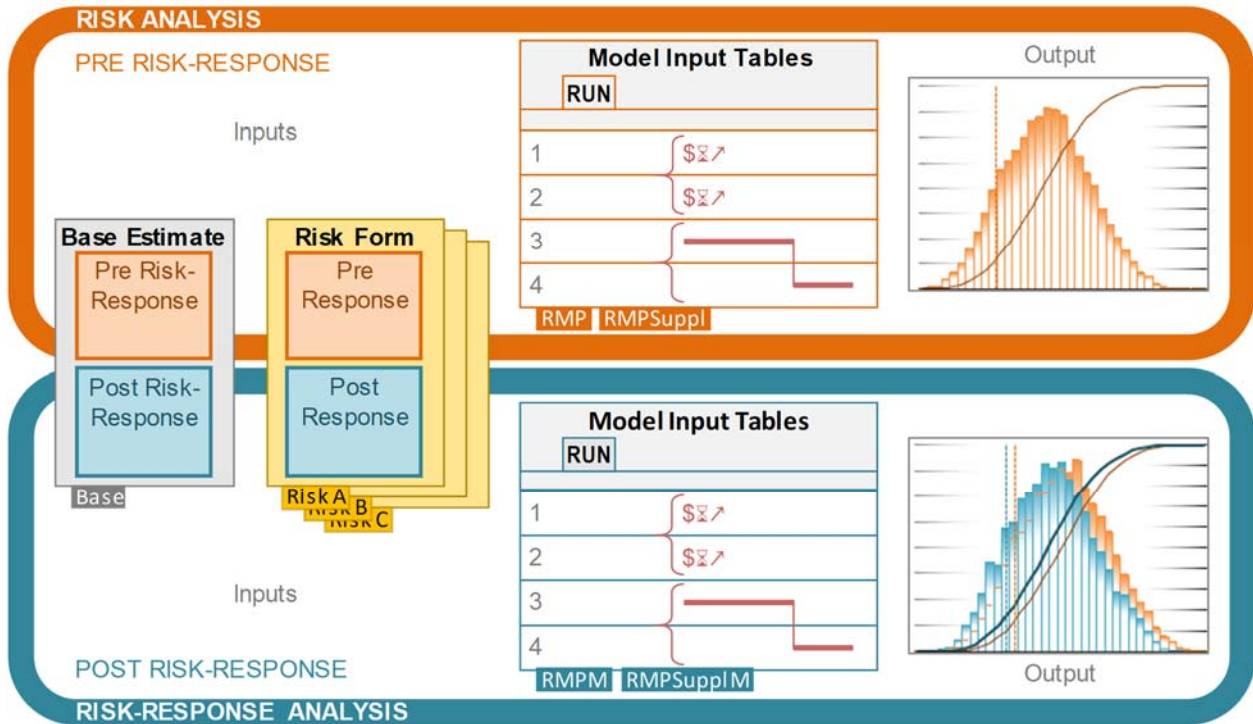 RISK ANALYSIS
PRE RISK-RESPONSE
Inputs
Model Input Tables
RUN
1
$⌛↗
2
$⌛↗
3
4
RMP
RMPSuppl
Output
Base Estimate
Pre Risk-
Response
Post Risk-
Response
Base
Risk Form
Pre
Response
Post
Response
Risk A
Risk B
Risk C
Inputs
POST RISK-RESPONSE
Model Input Tables
RUN
1
$⌛↗
2
$⌛↗
3
4
RMPM
RMPSupplM
Output
RISK-RESPONSE ANALYSIS